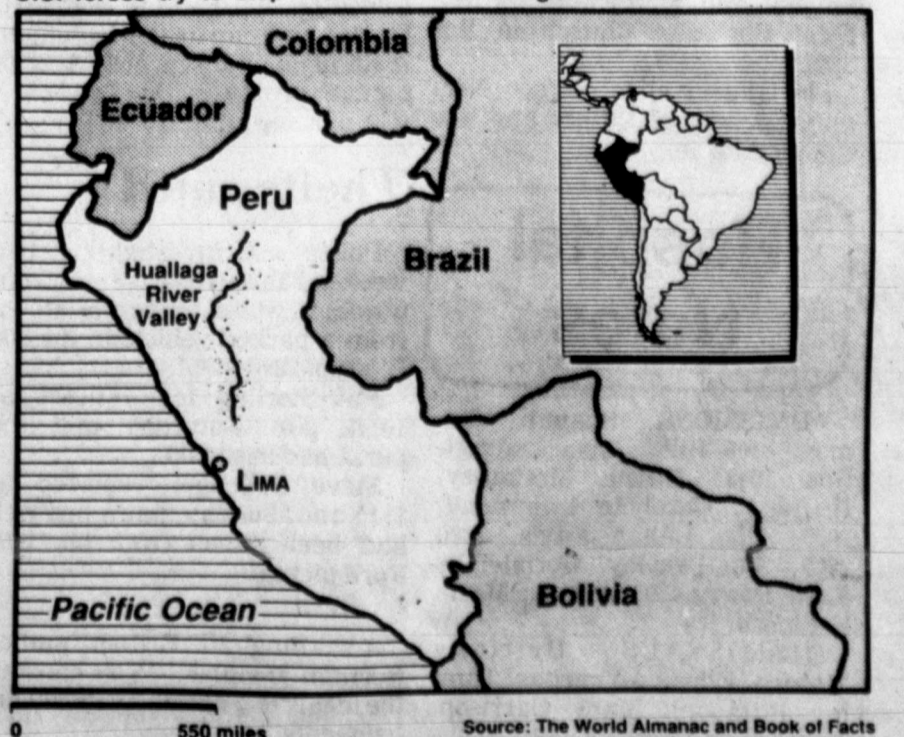 Colombia
Ecuador
Peru
Brazil
Huallaga
River
Valley
LIMA
Pacific Ocean
Bolivia
0 550 miles
Source: The World Almanac and Book of Facts